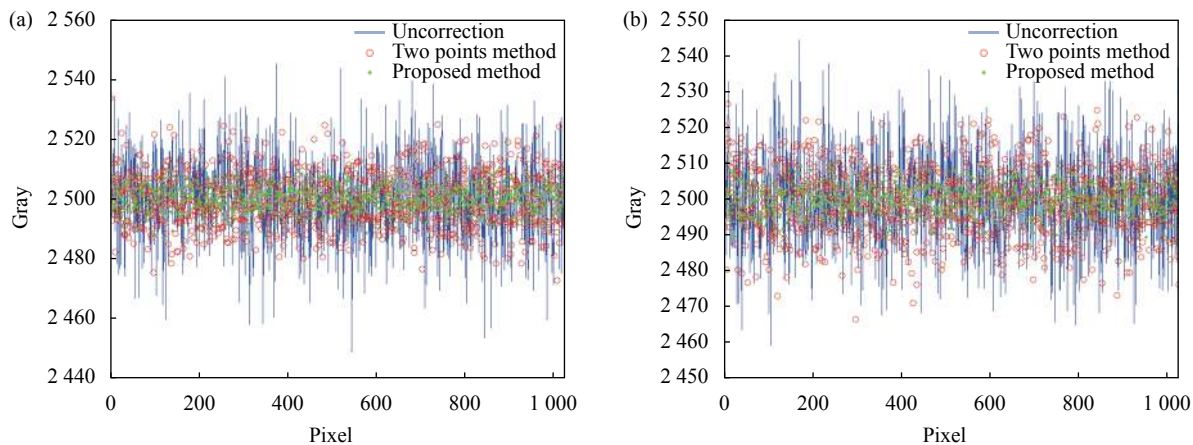 (a)
2 560
2 540
2 520
2 500
2 480
2 460
2 440
Gray
Uncorrection
Two points method
Proposed method
0
200
400
600
800
1 000
Pixel
(b)
2 550
2 540
2 530
2 520
2 510
2 500
2 490
2 480
2 470
2 460
2 450
Gray
Uncorrection
Two points method
Proposed method
0
200
400
600
800
1 000
Pixel